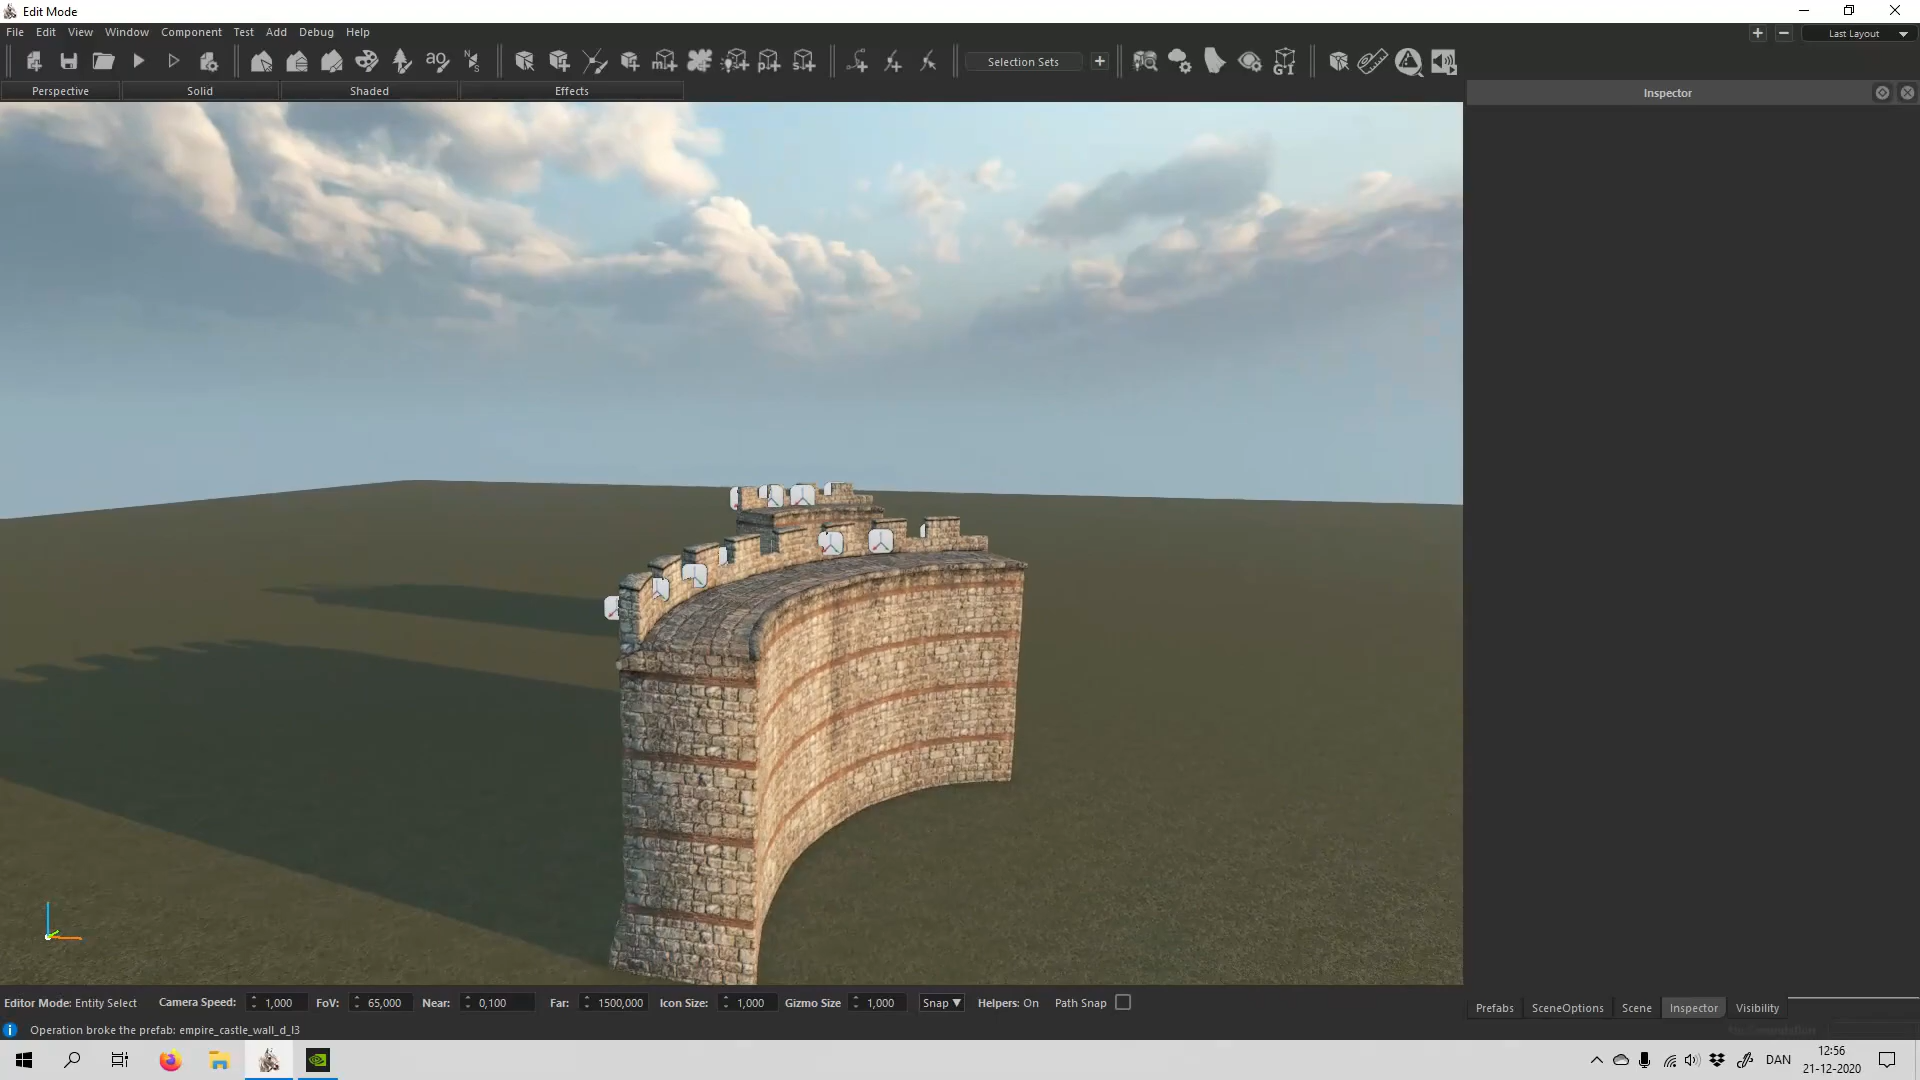 Edit Mode
File Edit View Window Component Test Add Debug Help
Last Layout
ao
m+
p+
s+
Selection Sets
GI
Perspective Solid Shaded Effects
Inspector
Editor Mode: Entity Select Camera Speed: 1,000 FoV: 65,000 Near: 0,100 Far: 1500,000 Icon Size: 1,000 Gizmo Size 1,000 Snap Helpers: On Path Snap
Prefabs SceneOptions Scene Inspector Visibility
Operation broke the prefab: empire_castle_wall_d_l3
DAN
12:56
21-12-2020